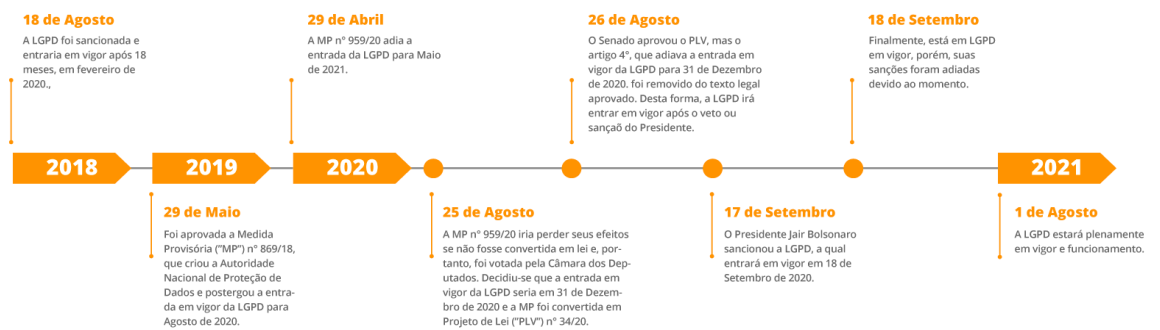 18 de Agosto
A LGPD foi sancionada e
entraria em vigor após 18
meses, em fevereiro de
2020.,
29 de Abril
A MP n° 959/20 adia a
entrada da LGPD para Maio
de 2021.
26 de Agosto
O Senado aprovou o PLV, mas o
artigo 4°, que adiava a entrada em
vigor da LGPD para 31 de Dezembro
de 2020. foi removido do texto legal
aprovado. Desta forma, a LGPD irá
entrar em vigor após o veto ou
sançaõ do Presidente.
18 de Setembro
Finalmente, está em LGPD
em vigor, porém, suas
sanções foram adiadas
devido ao momento.
2018
2019
2020
2021
29 de Maio
Foi aprovada a Medida
Provisória ("MP") n° 869/18,
que criou a Autoridade
Nacional de Proteção de
Dados e postergou a entra-
da em vigor da LGPD para
Agosto de 2020.
25 de Agosto
A MP n° 959/20 iria perder seus efeitos
se não fosse convertida em lei e, por-
tanto, foi votada pela Câmara dos Dep-
utados. Decidiu-se que a entrada em
vigor da LGPD seria em 31 de Dezem-
bro de 2020 e a MP foi convertida em
Projeto de Lei ("PLV") n° 34/20.
17 de Setembro
O Presidente Jair Bolsonaro
sancionou a LGPD, a qual
entrará em vigor em 18 de
Setembro de 2020.
1 de Agosto
A LGPD estará plenamente
em vigor e funcionamento.